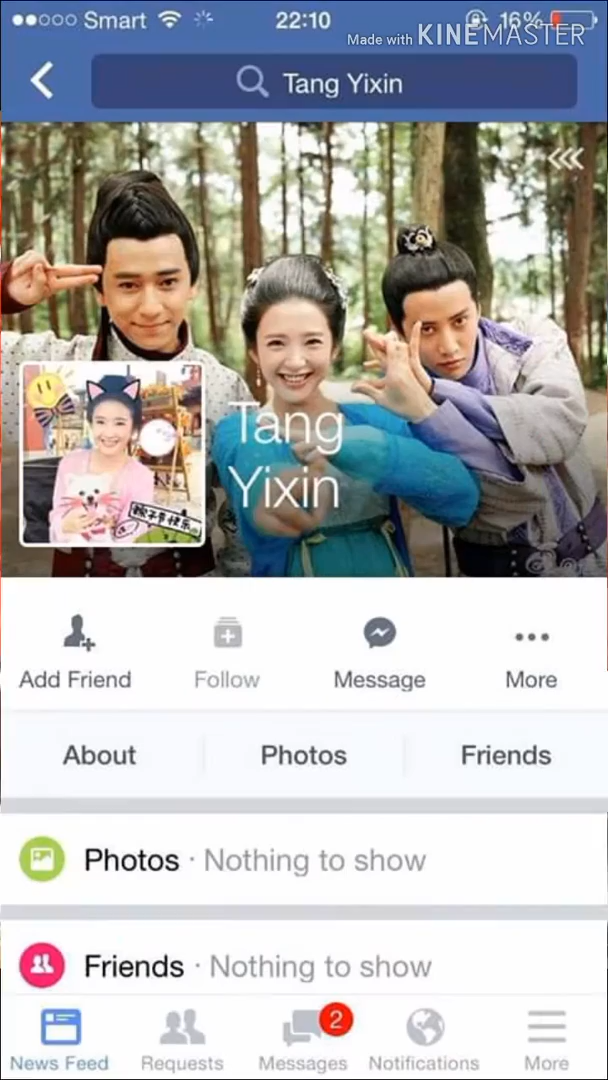 Smart
22:10
16%
Made with KINEMASTER
Tang Yixin
Tang
Yixin
Add Friend
Follow
Message
More
About
Photos
Friends
Photos · Nothing to show
Friends · Nothing to show
2
News Feed
Requests
Messages
Notifications
More